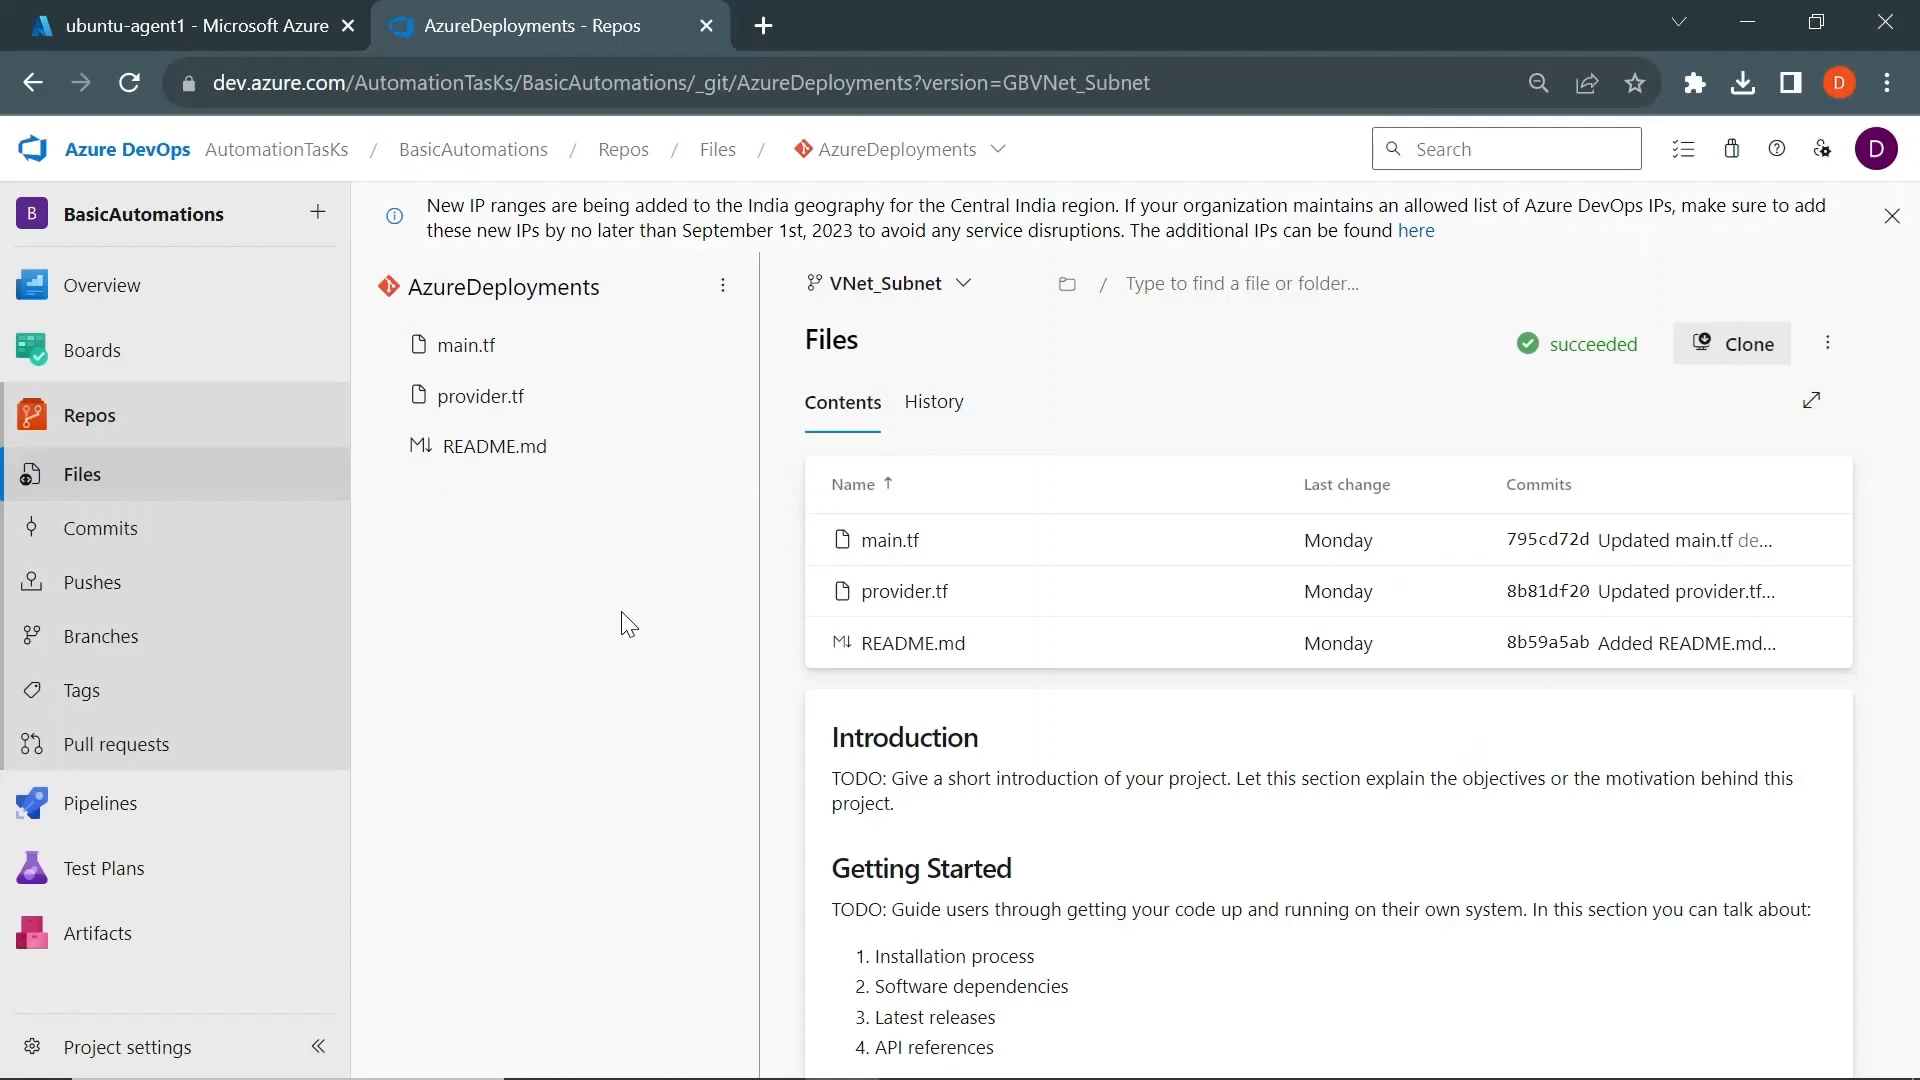 ubuntu-agent1 - Microsoft Azure
AzureDeployments - Repos
dev.azure.com/AutomationTasKs/BasicAutomations/_git/AzureDeployments?version=GBVNet_Subnet
D
Azure DevOps AutomationTasKs / BasicAutomations / Repos / Files / AzureDeployments
Search
D
B BasicAutomations
New IP ranges are being added to the India geography for the Central India region. If your organization maintains an allowed list of Azure DevOps IPs, make sure to add
these new IPs by no later than September 1st, 2023 to avoid any service disruptions. The additional IPs can be found here
Overview
Boards
Repos
Files
Commits
Pushes
Branches
Tags
Pull requests
Pipelines
Test Plans
Artifacts
Project settings
AzureDeployments
main.tf
provider.tf
README.md
VNet_Subnet
/ Type to find a file or folder...
Files
succeeded
Clone
Contents History
Name Last change Commits
main.tf Monday 795cd72d Updated main.tf de...
provider.tf Monday 8b81df20 Updated provider.tf...
README.md Monday 8b59a5ab Added README.md...
Introduction
TODO: Give a short introduction of your project. Let this section explain the objectives or the motivation behind this
project.
Getting Started
TODO: Guide users through getting your code up and running on their own system. In this section you can talk about:
1. Installation process
2. Software dependencies
3. Latest releases
4. API references